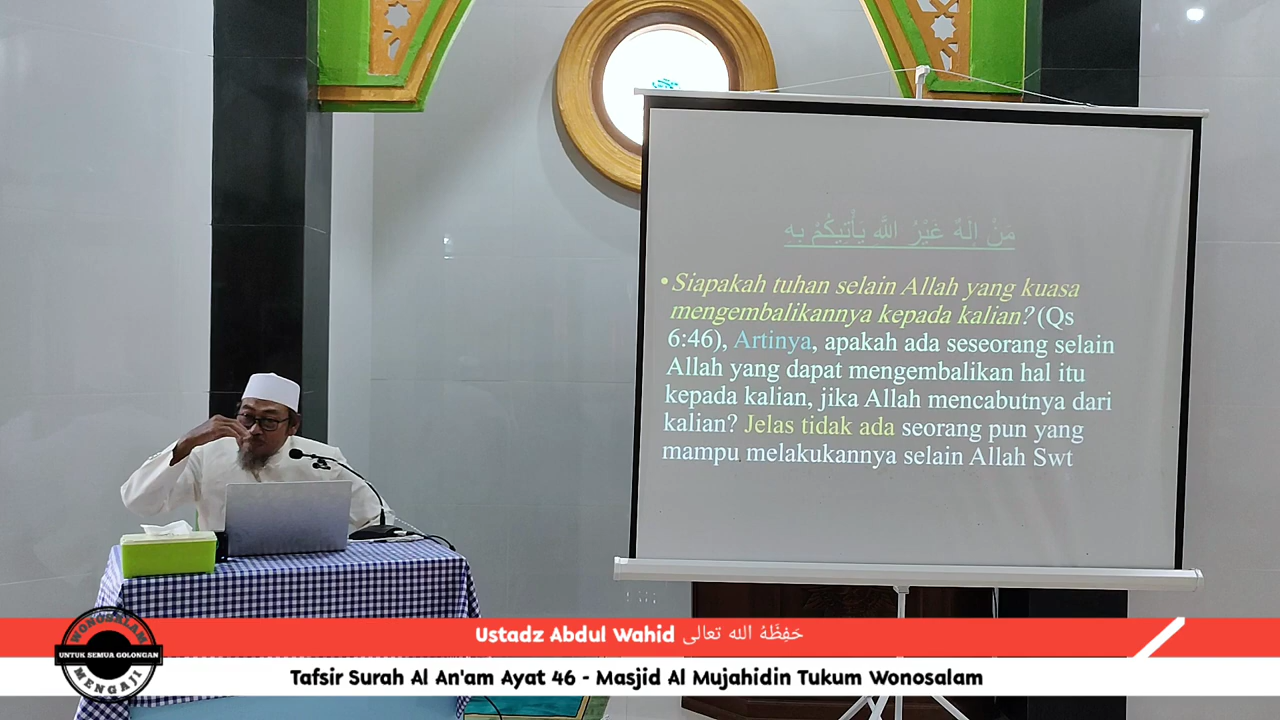 مَنْ إِلَهٌ غَيْرُ اللَّهِ يَأْتِيكُمْ بِهِ
• Siapakah tuhan selain Allah yang kuasa
mengembalikannya kepada kalian? (Qs
6:46), Artinya, apakah ada seseorang selain
Allah yang dapat mengembalikan hal itu
kepada kalian, jika Allah mencabutnya dari
kalian? Jelas tidak ada seorang pun yang
mampu melakukannya selain Allah Swt
Ustadz Abdul Wahid حَفِظَهُ الله تعالى
Tafsir Surah Al An'am Ayat 46 - Masjid Al Mujahidin Tukum Wonosalam
WONOSALAM
UNTUK SEMUA GOLONGAN
MENGAJI